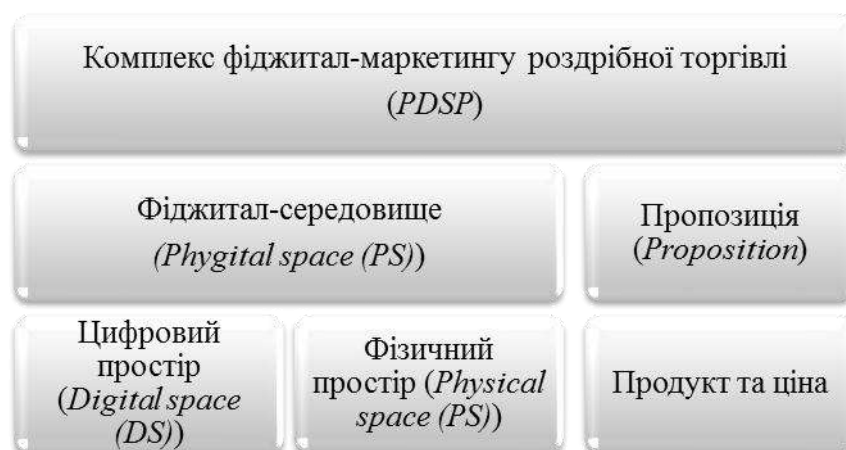 Комплекс фіджитал-маркетингу роздрібної торгівлі
(PDSP)
Фіджитал-середовище
(Phygital space (PS))
Пропозиція
(Proposition)
Цифровий
простір
(Digital space
(DS))
Фізичний
простір (Physical
space (PS))
Продукт та ціна